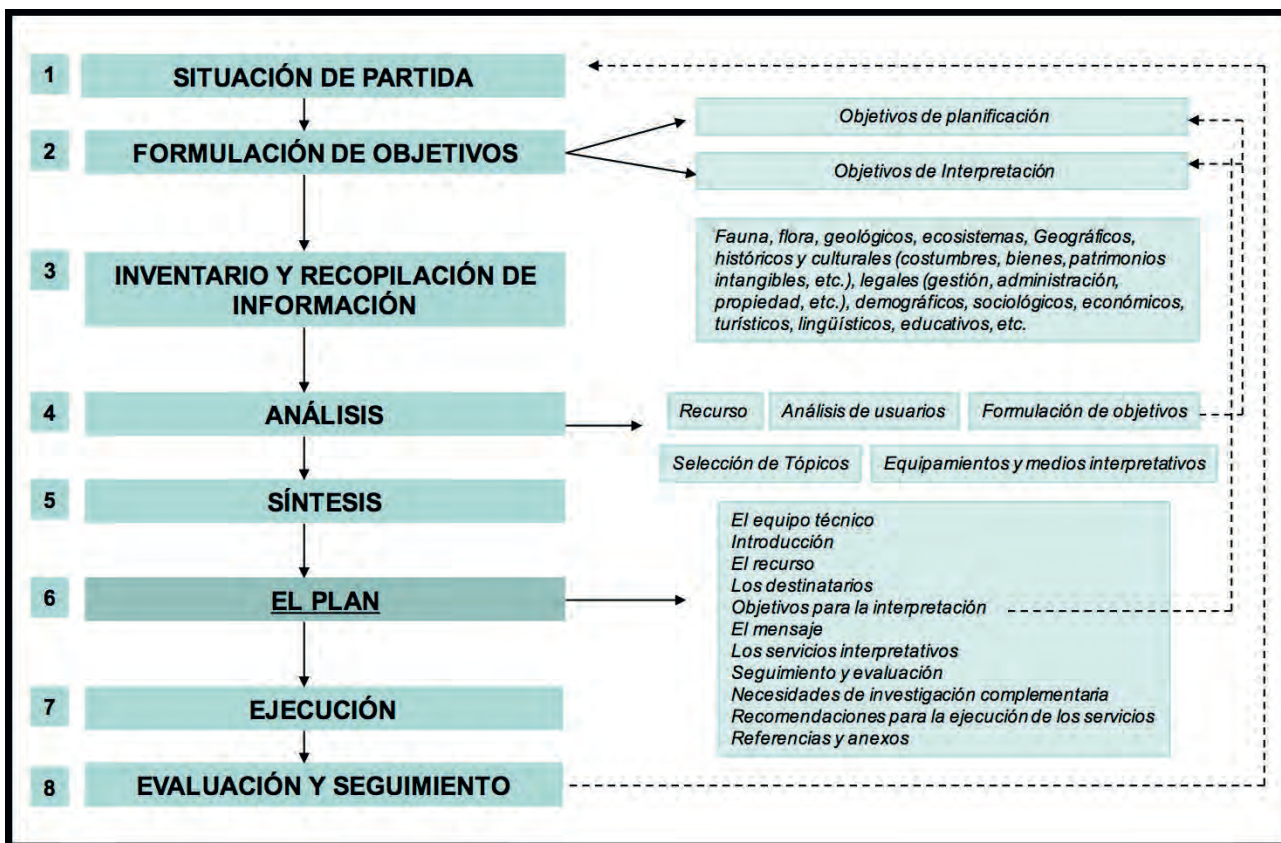 1
SITUACIÓN DE PARTIDA
2
FORMULACIÓN DE OBJETIVOS
Objetivos de planificación
Objetivos de Interpretación
3
INVENTARIO Y RECOPILACIÓN DE
INFORMACIÓN
Fauna, flora, geológicos, ecosistemas, Geográficos,
históricos y culturales (costumbres, bienes, patrimonios
intangibles, etc.), legales (gestión, administración,
propiedad, etc.), demográficos, sociológicos, económicos,
turísticos, lingüísticos, educativos, etc.
4
ANÁLISIS
Recurso
Análisis de usuarios
Formulación de objetivos
Selección de Tópicos
Equipamientos y medios interpretativos
5
SÍNTESIS
6
EL PLAN
El equipo técnico
Introducción
El recurso
Los destinatarios
Objetivos para la interpretación
El mensaje
Los servicios interpretativos
Seguimiento y evaluación
Necesidades de investigación complementaria
Recomendaciones para la ejecución de los servicios
Referencias y anexos
7
EJECUCIÓN
8
EVALUACIÓN Y SEGUIMIENTO